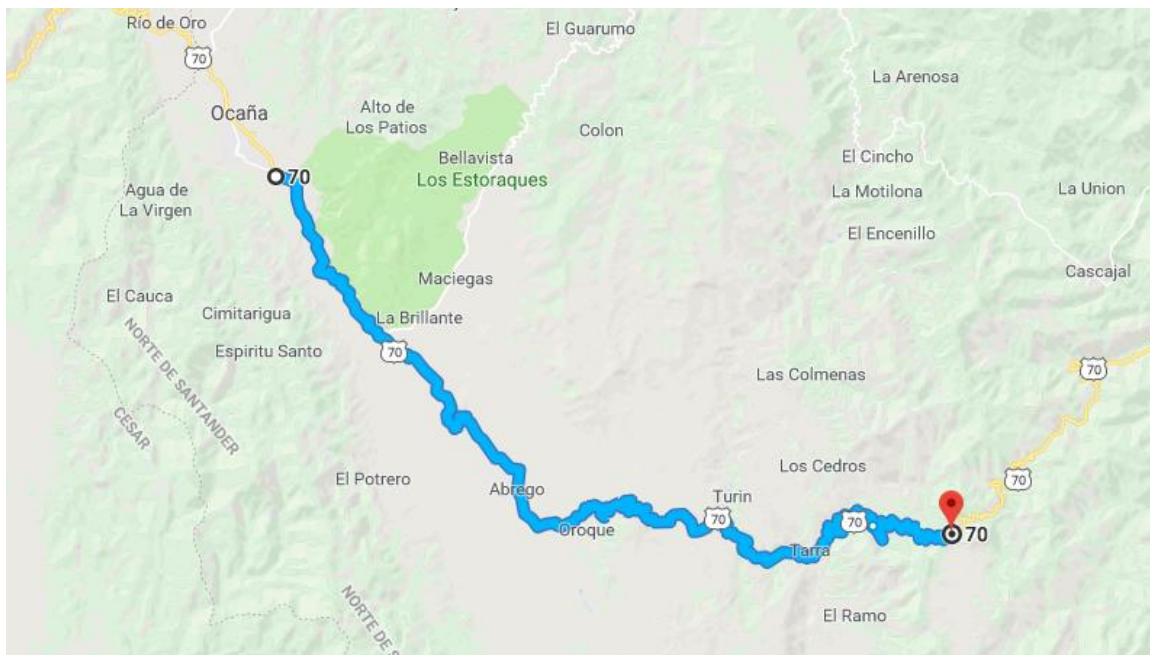 Río de Oro
70
El Guarumo
La Arenosa
Ocaña
Alto de
Los Patios
Colon
El Cincho
Bellavista
Los Estoraques
70
La Motilona
La Union
Agua de
La Virgen
El Encenillo
Cascajal
Maciegas
El Cauca
Cimitarigua
La Brillante
Espiritu Santo
70
NORTE DE SANTANDER
CESAR
Las Colmenas
70
Los Cedros
El Potrero
Abrego
Turin
70
70
Oroque
70
70
Tarra
El Ramo
NORTE DE S